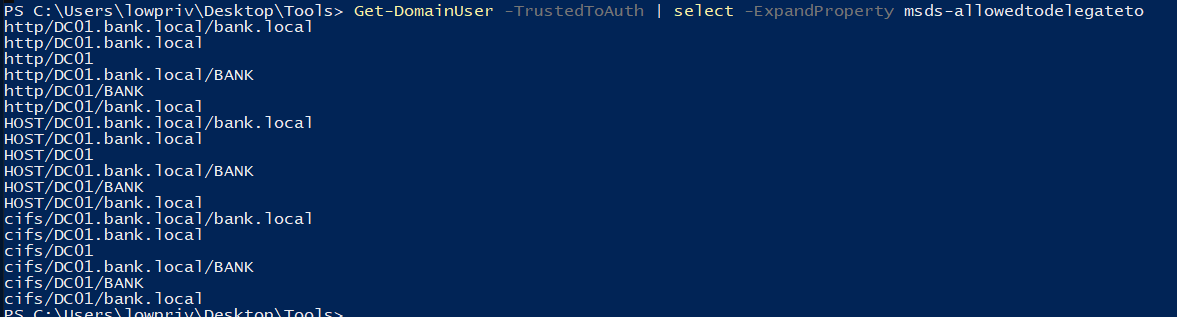 PS C:\Users\lowpriv\Desktop\Tools> Get-DomainUser -TrustedToAuth | select -ExpandProperty msds-allowedtodelegateto
http/DC01.bank.local/bank.local
http/DC01.bank.local
http/DC01
http/DC01.bank.local/BANK
http/DC01/BANK
http/DC01/bank.local
HOST/DC01.bank.local/bank.local
HOST/DC01.bank.local
HOST/DC01
HOST/DC01.bank.local/BANK
HOST/DC01/BANK
HOST/DC01/bank.local
cifs/DC01.bank.local/bank.local
cifs/DC01.bank.local
cifs/DC01
cifs/DC01.bank.local/BANK
cifs/DC01/BANK
cifs/DC01/bank.local
PS C:\Users\lowpriv\Desktop\Tools>